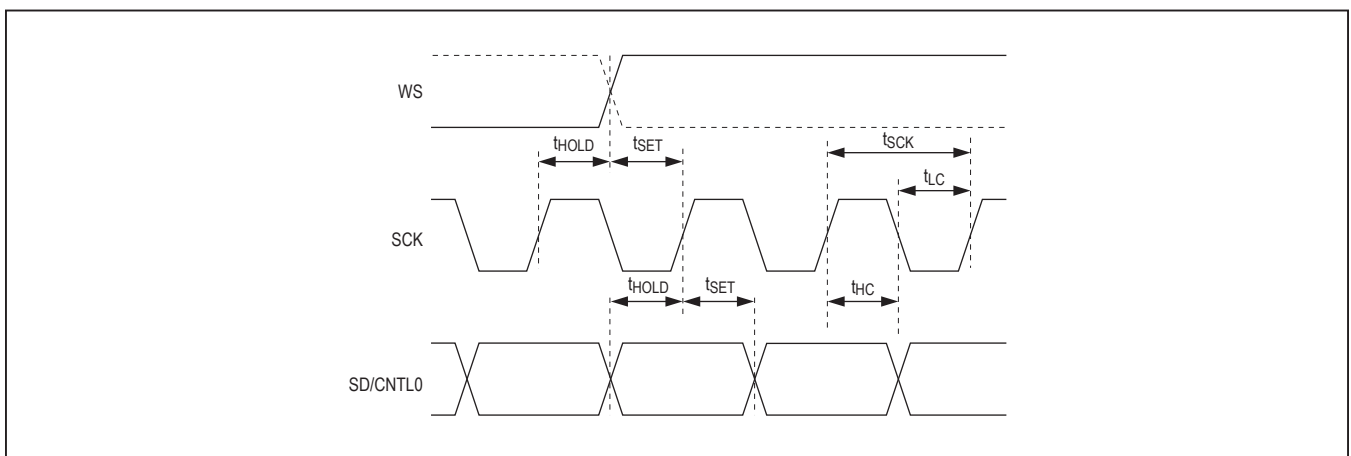 WS
tHOLD tSET
tSCK
tLC
SCK
tHOLD tSET
tHC
SD/CNTL0